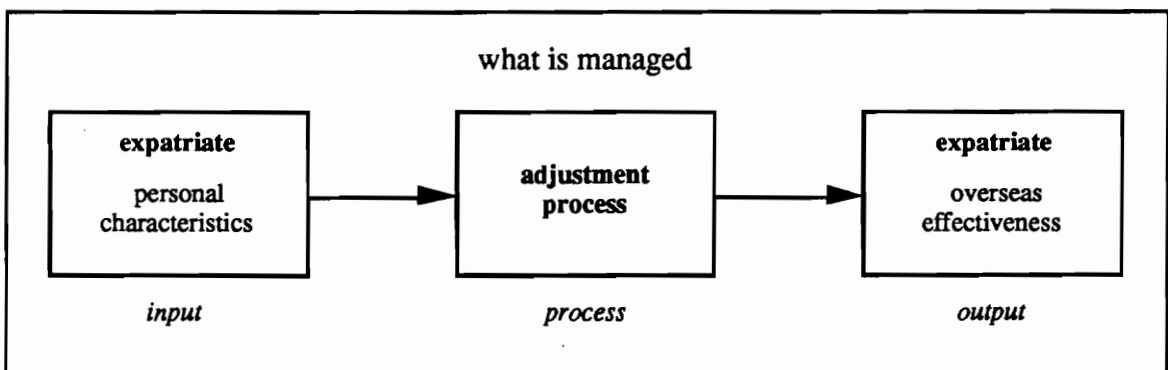 what is managed
expatriate
personal
characteristics
adjustment
process
expatriate
overseas
effectiveness
input
process
output